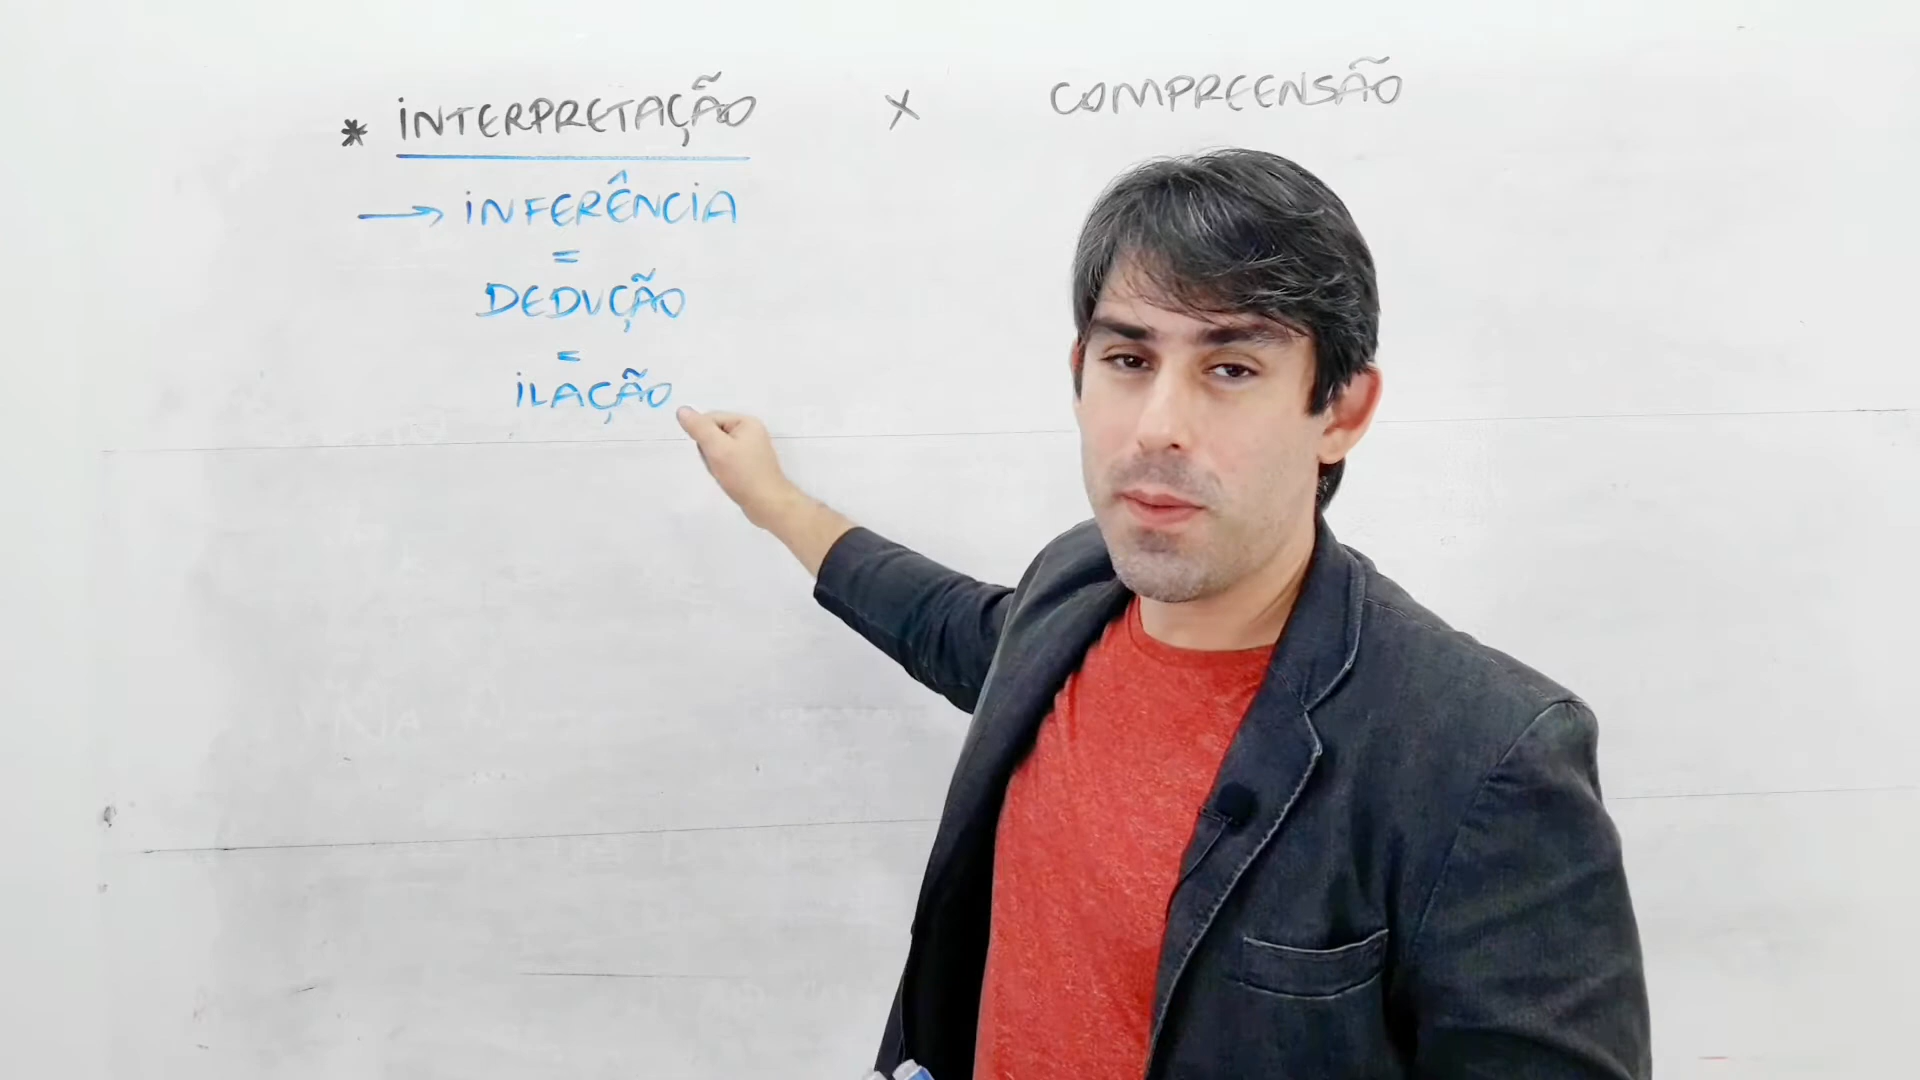 * INTERPRETAÇÃO X COMPREENSÃO
→ INFERÊNCIA
=
DEDUÇÃO
=
ILAÇÃO